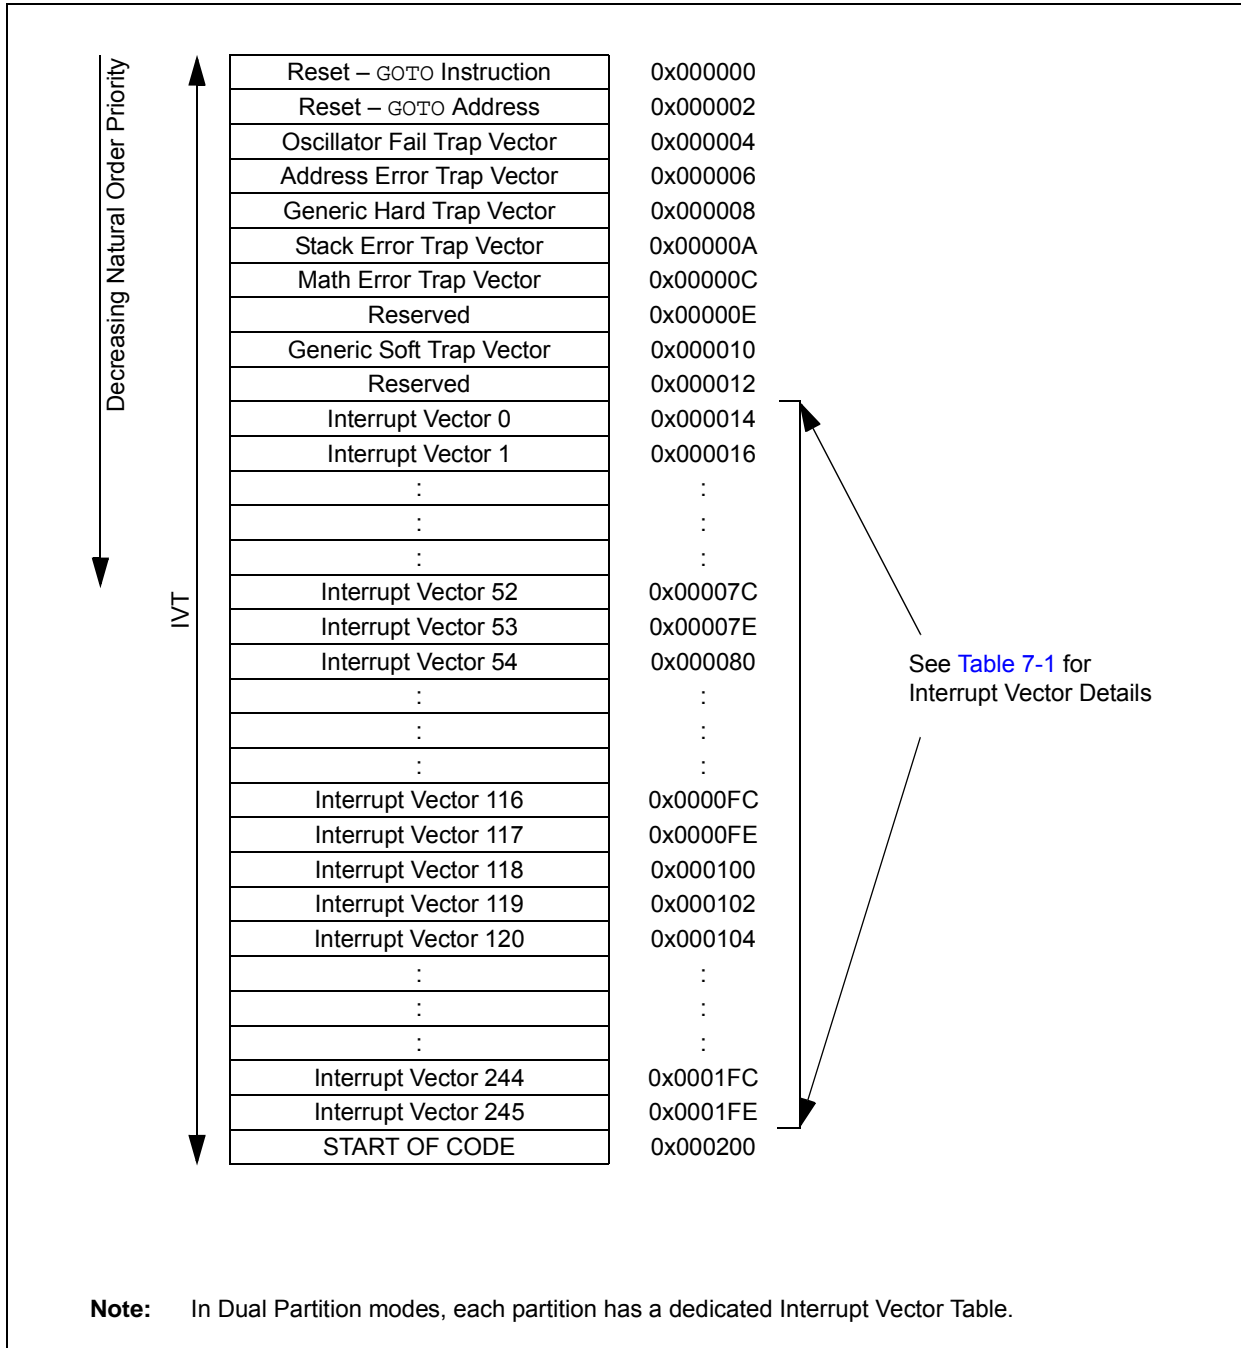 Decreasing Natural Order Priority
IVT
Reset – GOTO Instruction 0x000000
Reset – GOTO Address 0x000002
Oscillator Fail Trap Vector 0x000004
Address Error Trap Vector 0x000006
Generic Hard Trap Vector 0x000008
Stack Error Trap Vector 0x00000A
Math Error Trap Vector 0x00000C
Reserved 0x00000E
Generic Soft Trap Vector 0x000010
Reserved 0x000012
Interrupt Vector 0 0x000014
Interrupt Vector 1 0x000016
: :
: :
: :
Interrupt Vector 52 0x00007C
Interrupt Vector 53 0x00007E
Interrupt Vector 54 0x000080
: :
: :
: :
Interrupt Vector 116 0x0000FC
Interrupt Vector 117 0x0000FE
Interrupt Vector 118 0x000100
Interrupt Vector 119 0x000102
Interrupt Vector 120 0x000104
: :
: :
: :
Interrupt Vector 244 0x0001FC
Interrupt Vector 245 0x0001FE
START OF CODE 0x000200
See Table 7-1 for
Interrupt Vector Details
Note: In Dual Partition modes, each partition has a dedicated Interrupt Vector Table.